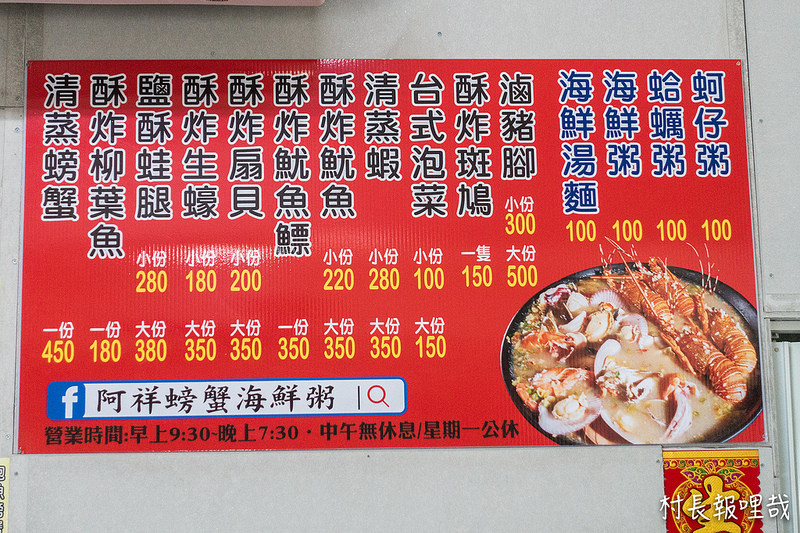 蚵仔粥 100
蛤蠣粥 100
海鮮粥 100
海鮮湯麵 100
滷豬腳 小份 300 大份 500
酥炸斑鳩 一隻 150
台式泡菜 小份 100 大份 150
清蒸蝦 小份 280 大份 350
酥炸魷魚 小份 220 大份 350
酥炸魷魚鰾 一份 350
酥炸扇貝 小份 200 大份 350
酥炸生蠔 小份 180 大份 350
鹽酥蛙腿 小份 280 大份 380
酥炸柳葉魚 一份 180
清蒸螃蟹 一份 450
f 阿祥螃蟹海鮮粥
營業時間:早上9:30~晚上7:30・中午無休息/星期一公休
村長報哩哉